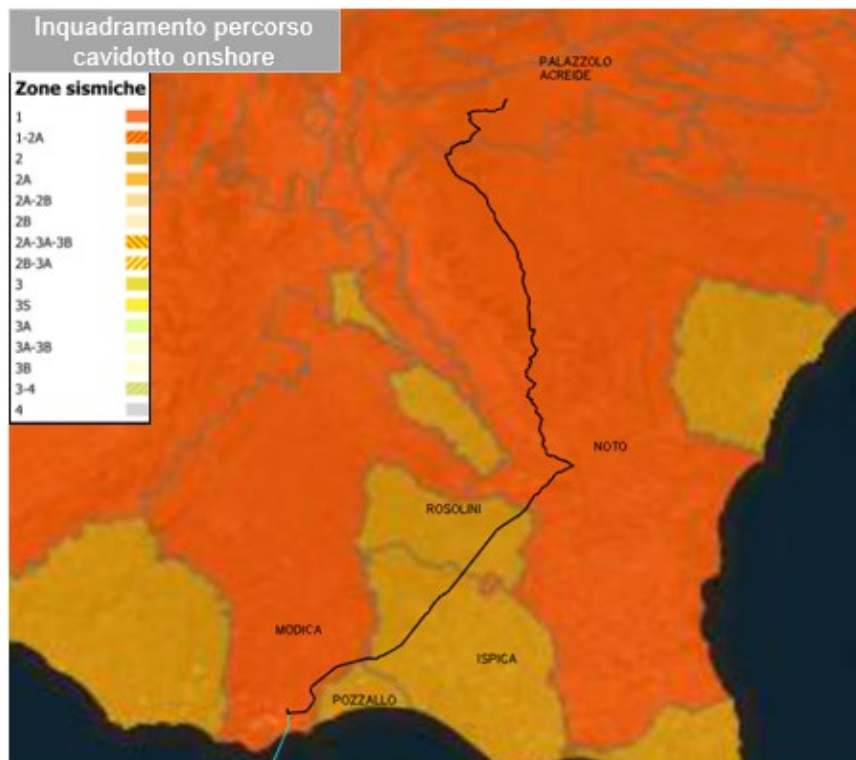 Inquadramento percorso
cavidotto onshore
Zone sismiche
1
1-2A
2
2A
2A-2B
2B
2A-3A-3B
2B-3A
3
3S
3A
3A-3B
3B
3-4
4
PALAZZOLO
ACREIDE
NOTO
ROSOLINI
MODICA
ISPICA
POZZALLO